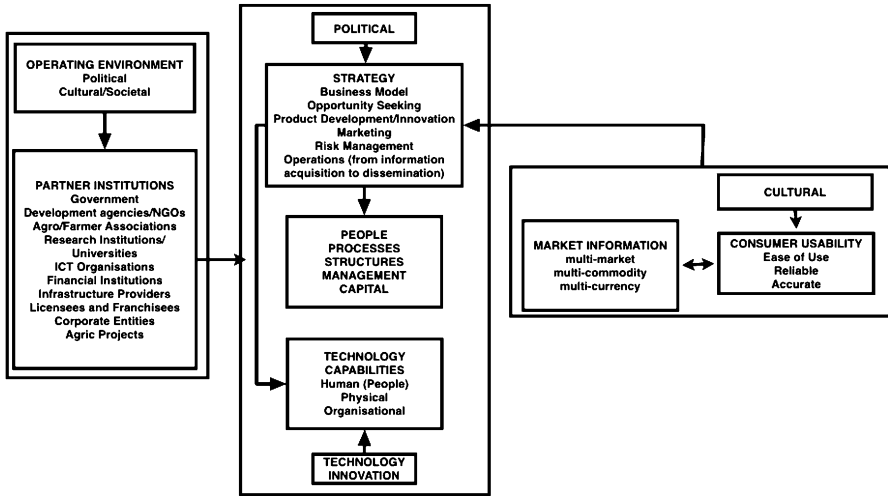 OPERATING ENVIRONMENT
Political
Cultural/Societal
PARTNER INSTITUTIONS
Government
Development agencies/NGOs
Agro/Farmer Associations
Research Institutions/
Universities
ICT Organisations
Financial Institutions
Infrastructure Providers
Licensees and Franchisees
Corporate Entities
Agric Projects
POLITICAL
STRATEGY
Business Model
Opportunity Seeking
Product Development/Innovation
Marketing
Risk Management
Operations (from information
acquisition to dissemination)
PEOPLE
PROCESSES
STRUCTURES
MANAGEMENT
CAPITAL
TECHNOLOGY
CAPABILITIES
Human (People)
Physical
Organisational
TECHNOLOGY
INNOVATION
MARKET INFORMATION
multi-market
multi-commodity
multi-currency
CULTURAL
CONSUMER USABILITY
Ease of Use
Reliable
Accurate